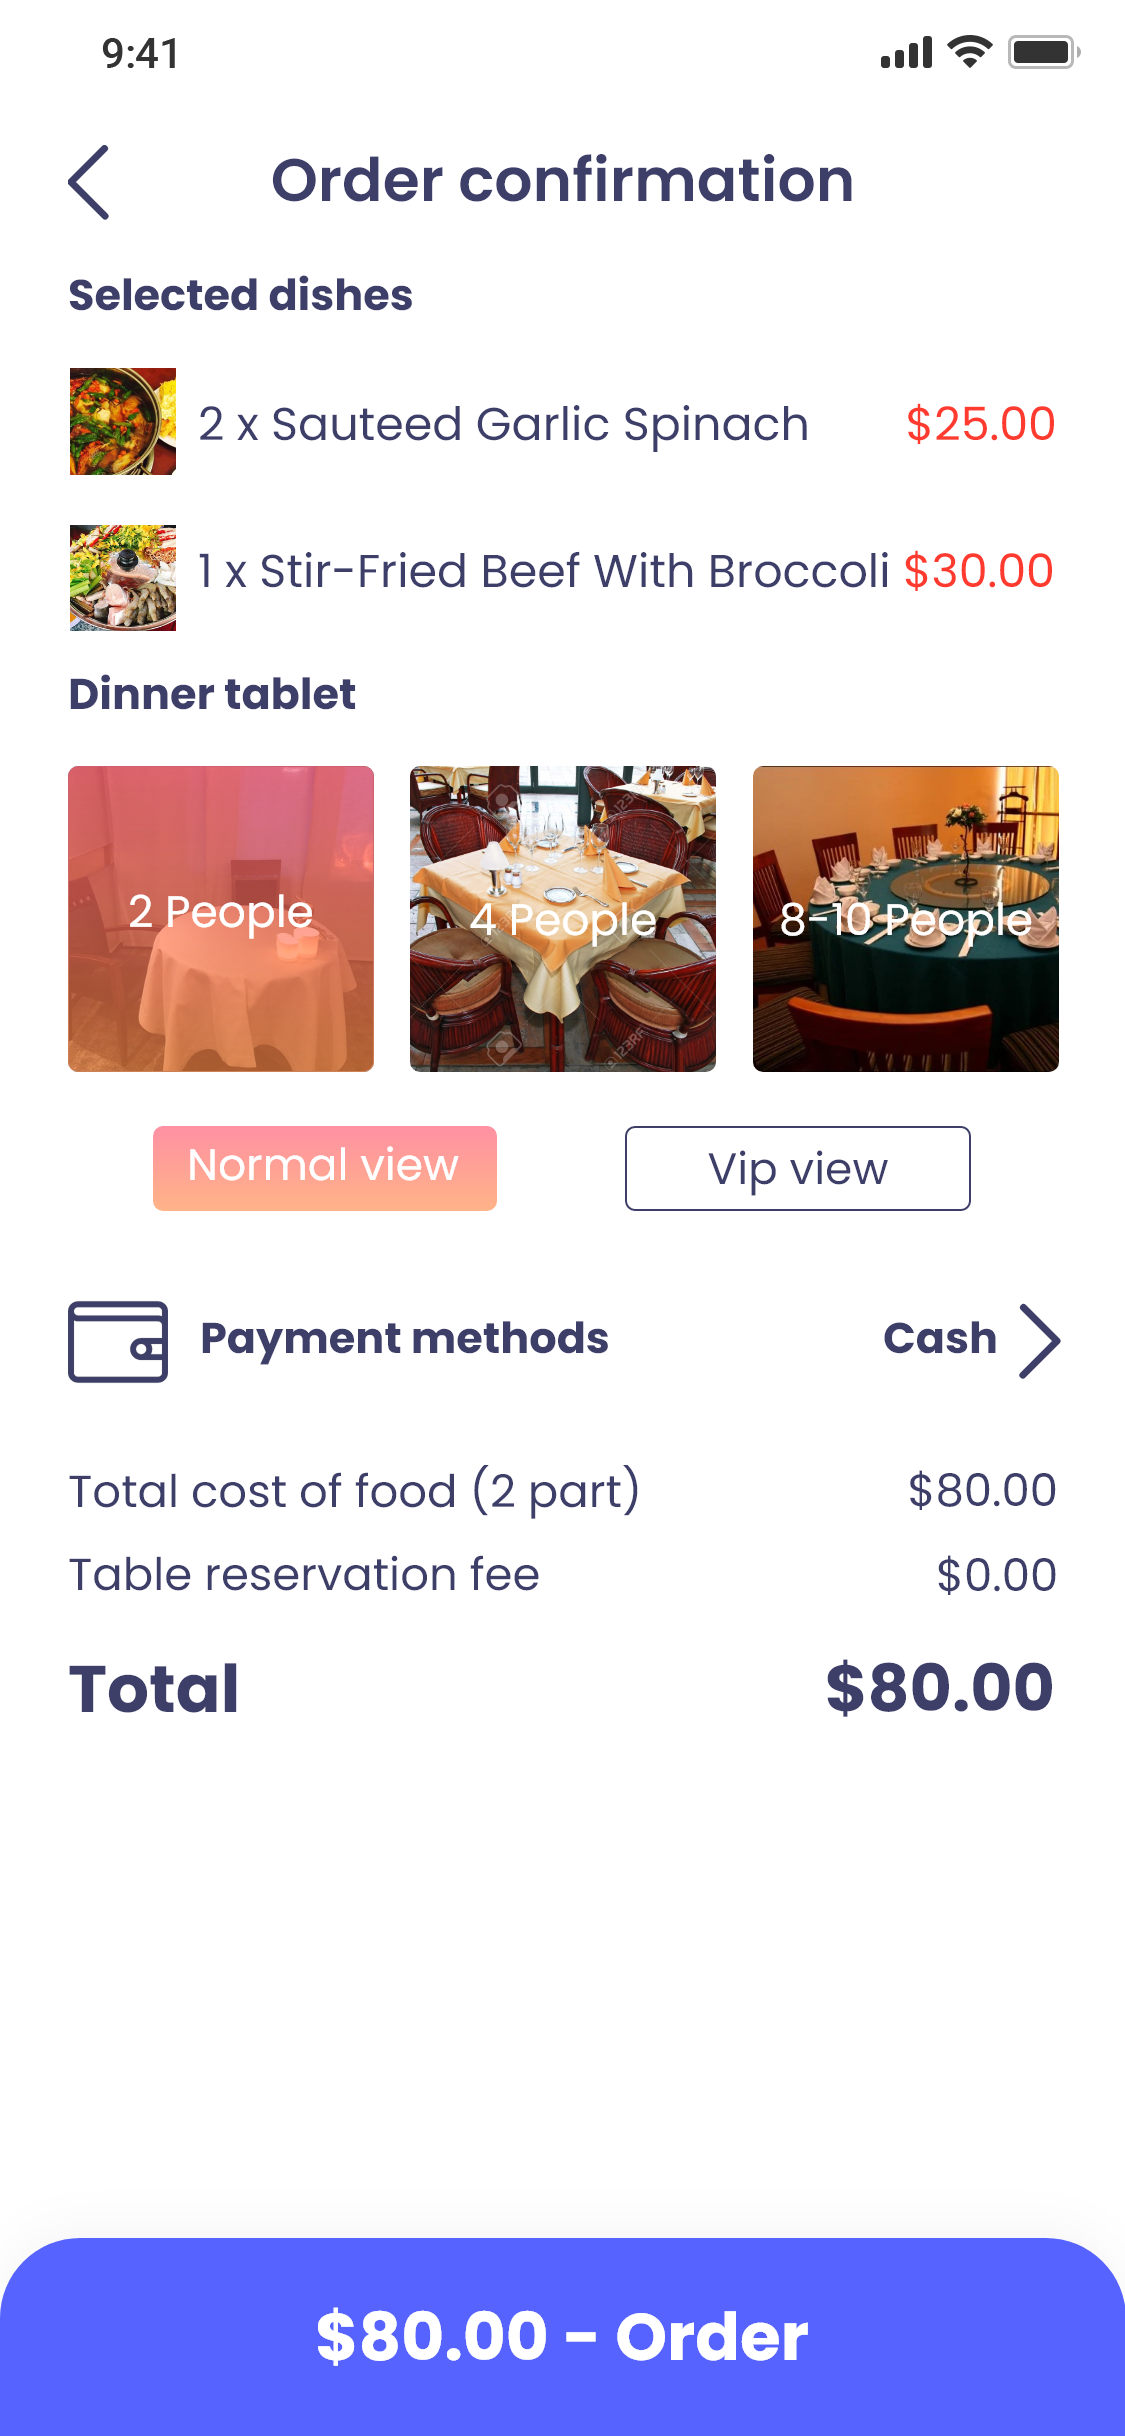 9:41
Order confirmation
Selected dishes
2 x Sauteed Garlic Spinach $25.00
1 x Stir-Fried Beef With Broccoli $30.00
Dinner tablet
2 People 4 People 8-10 People
Normal view Vip view
Payment methods Cash
Total cost of food (2 part) $80.00
Table reservation fee $0.00
Total $80.00
$80.00 - Order